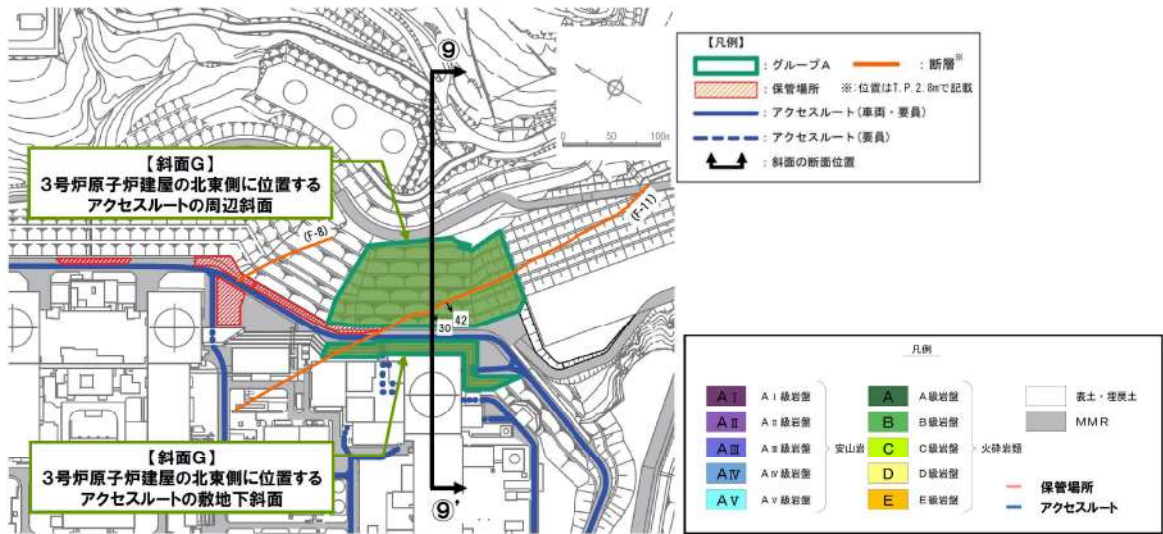 ⑨
【斜面G】
3号炉原子炉建屋の北東側に位置する
アクセスルートの周辺斜面
(F-8)
(F-11)
42
30
【斜面G】
3号炉原子炉建屋の北東側に位置する
アクセスルートの敷地下斜面
⑨'
0 50 100m
【凡例】
：グループA ：断層※
：保管場所 ※:位置はT.P.2.8mで記載
：アクセスルート(車両・要員)
：アクセスルート(要員)
：斜面の断面位置
凡例
AⅠ AⅠ級岩盤 A A級岩盤 表土・埋戻土
AⅡ AⅡ級岩盤 B B級岩盤 MMR
AⅢ AⅢ級岩盤 安山岩 C C級岩盤 火砕岩類
AⅣ AⅣ級岩盤 D D級岩盤 保管場所
AⅤ AⅤ級岩盤 E E級岩盤 アクセスルート